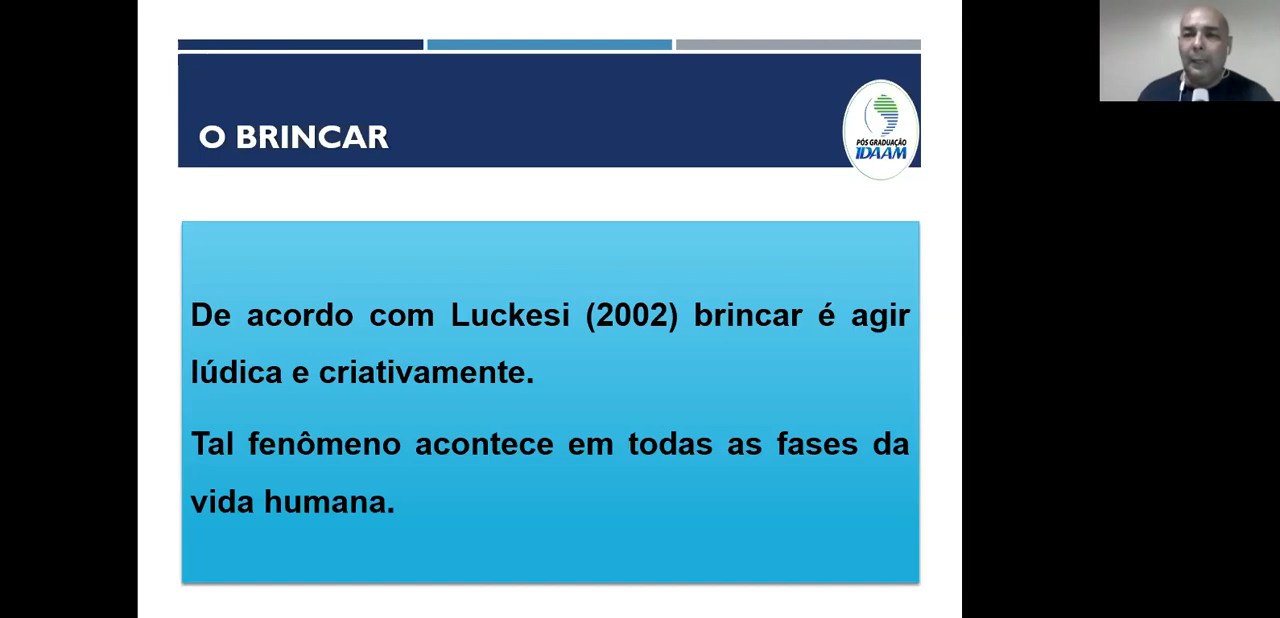 O BRINCAR
PÓS GRADUAÇÃO
IDAAM
De acordo com Luckesi (2002) brincar é agir
lúdica e criativamente.
Tal fenômeno acontece em todas as fases da
vida humana.